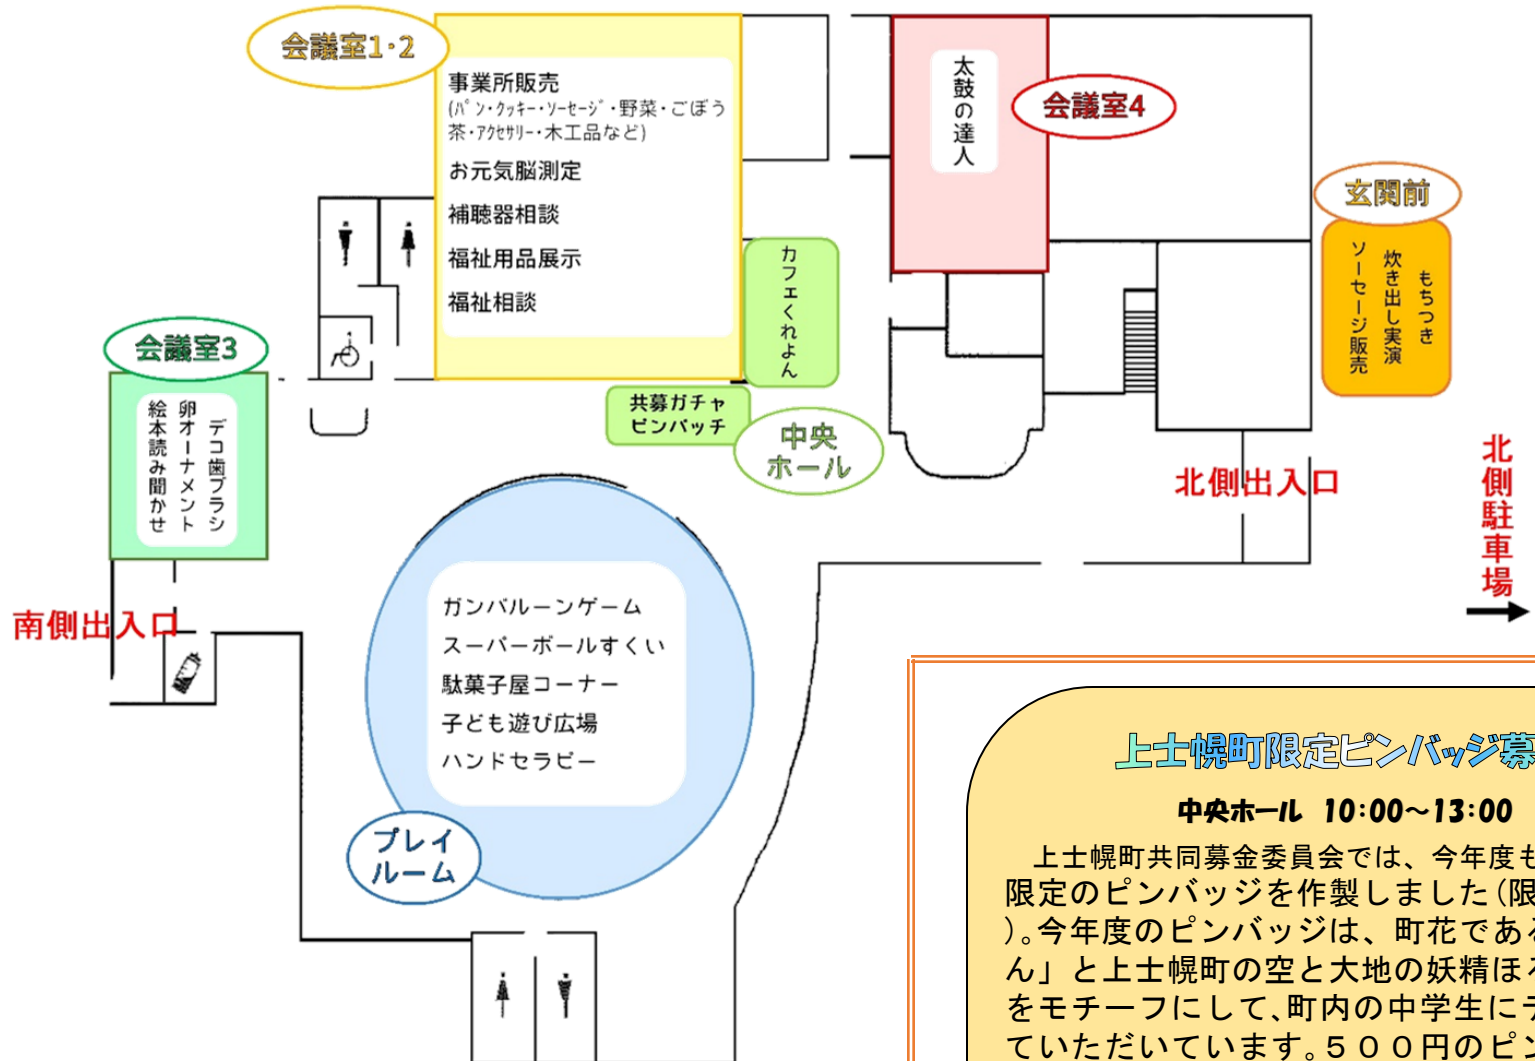 会議室1・2
事業所販売
(パン・クッキー・ソーセージ・野菜・ごぼう
茶・アクセサリー・木工品など)
お元気脳測定
補聴器相談
福祉用品展示
福祉相談
太鼓の達人
会議室4
玄関前
もちつき
炊き出し実演
ソーセージ販売
カフェくれよん
会議室3
デコ歯ブラシ
卵オーナメント
絵本読み聞かせ
共募ガチャ
ピンバッチ
中央
ホール
北側出入口
北側駐車場
南側出入口
ガンバルーンゲーム
スーパーボールすくい
駄菓子屋コーナー
子ども遊び広場
ハンドセラピー
プレイ
ルーム
上士幌町限定ピンバッジ募
中央ホール 10:00～13:00
上士幌町共同募金委員会では、今年度も
限定のピンバッジを作製しました(限
)。今年度のピンバッジは、町花である
ん」と上士幌町の空と大地の妖精ほろ
をモチーフにして、町内の中学生にデ
ていただいています。５００円のピン